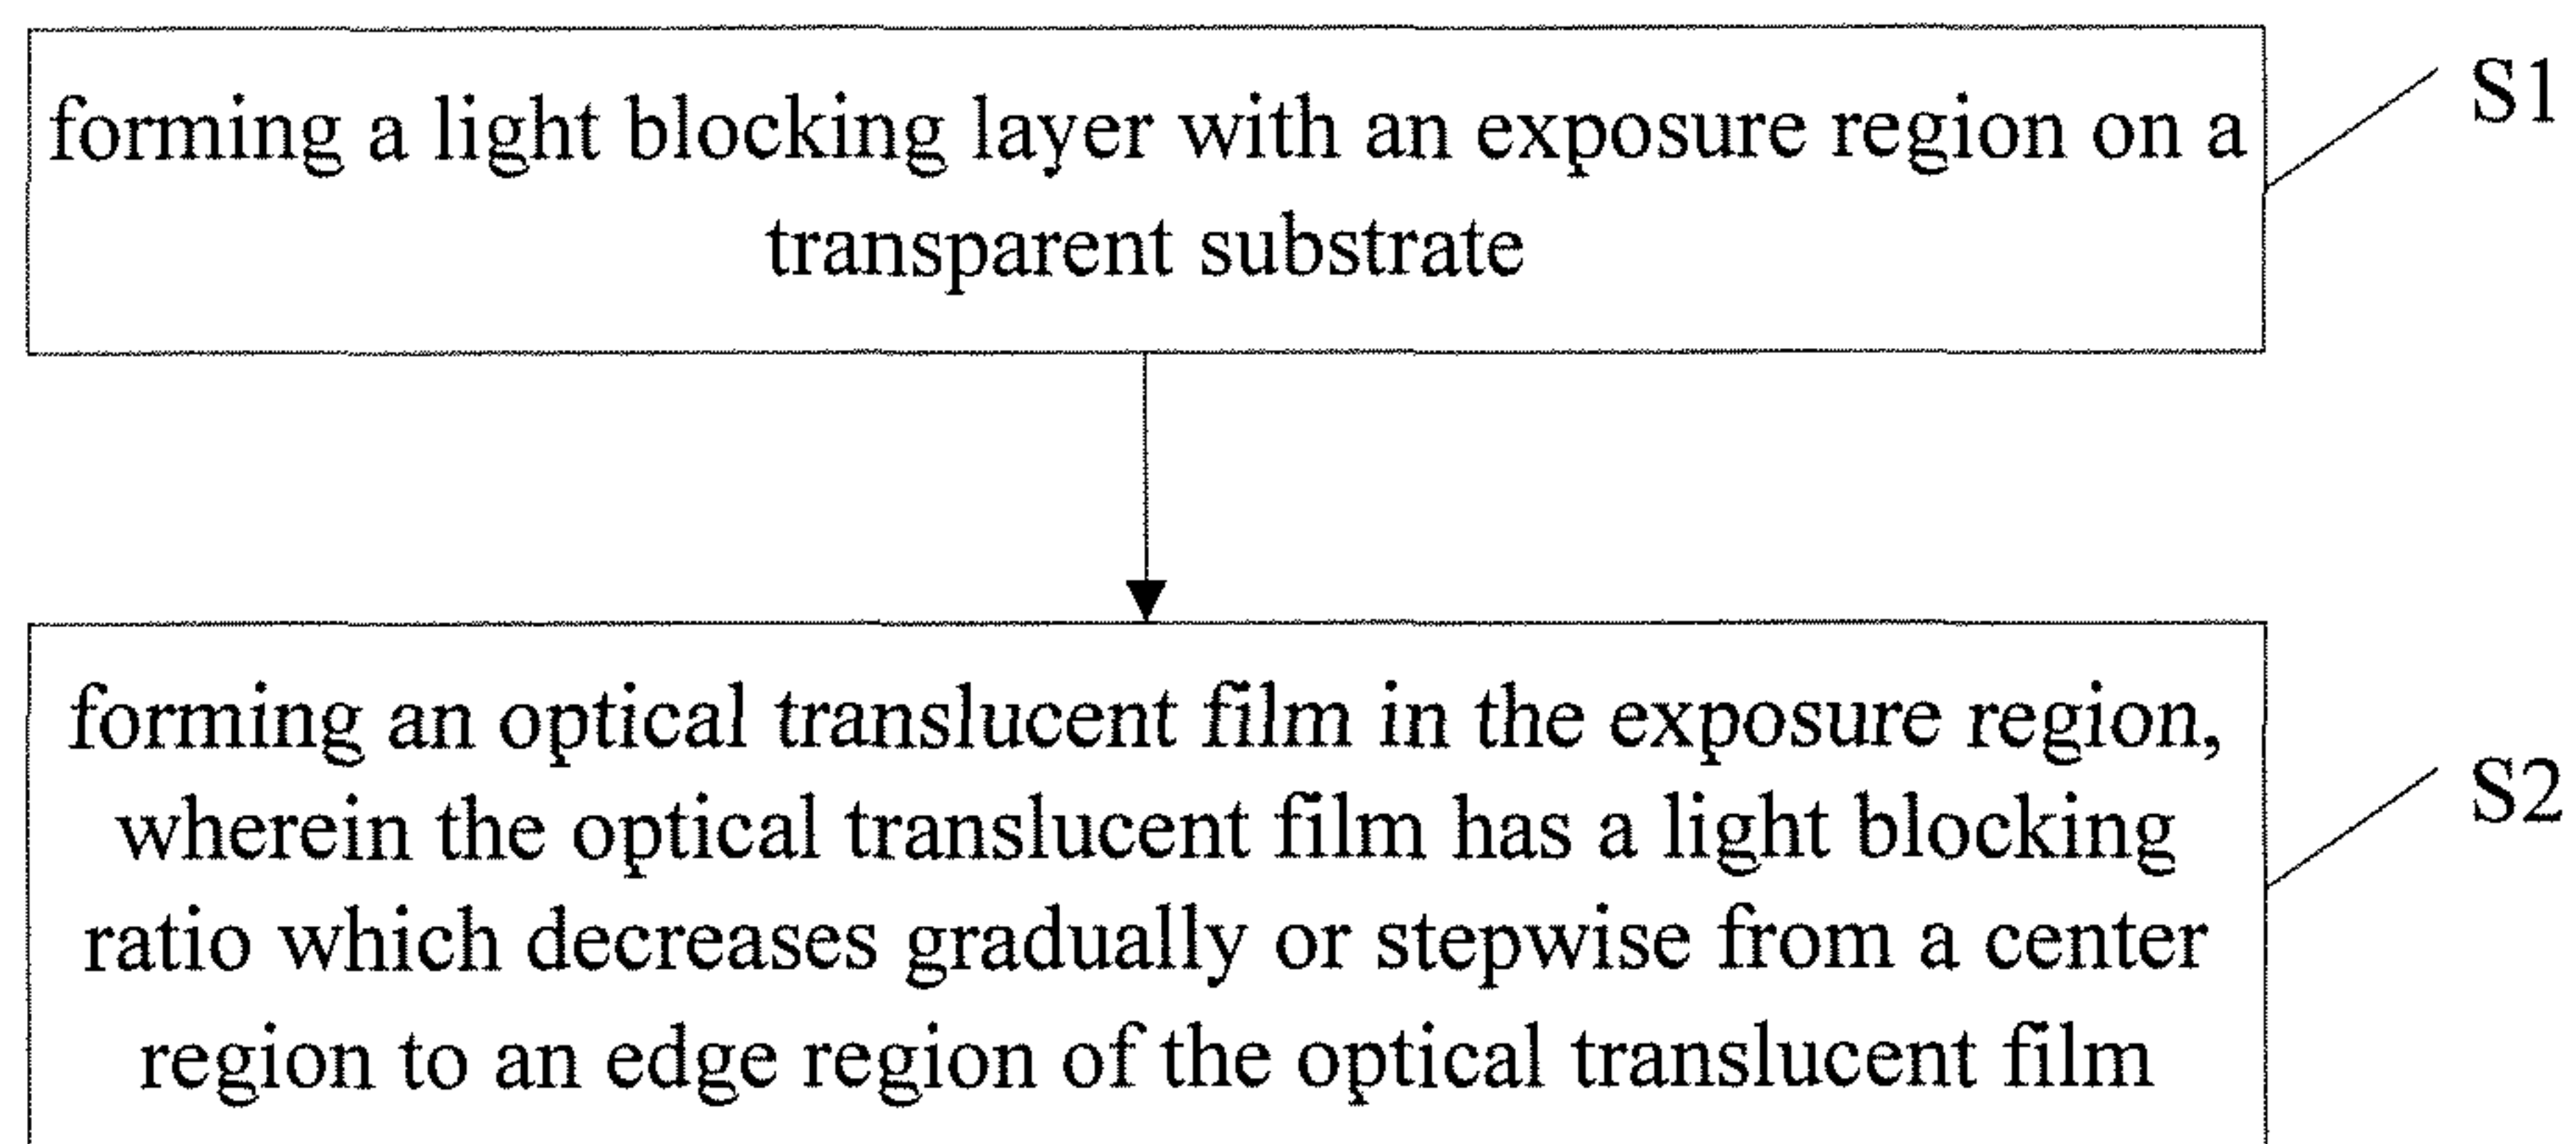 forming a light blocking layer with an exposure region on a
transparent substrate
S1
forming an optical translucent film in the exposure region,
wherein the optical translucent film has a light blocking
ratio which decreases gradually or stepwise from a center
region to an edge region of the optical translucent film
S2